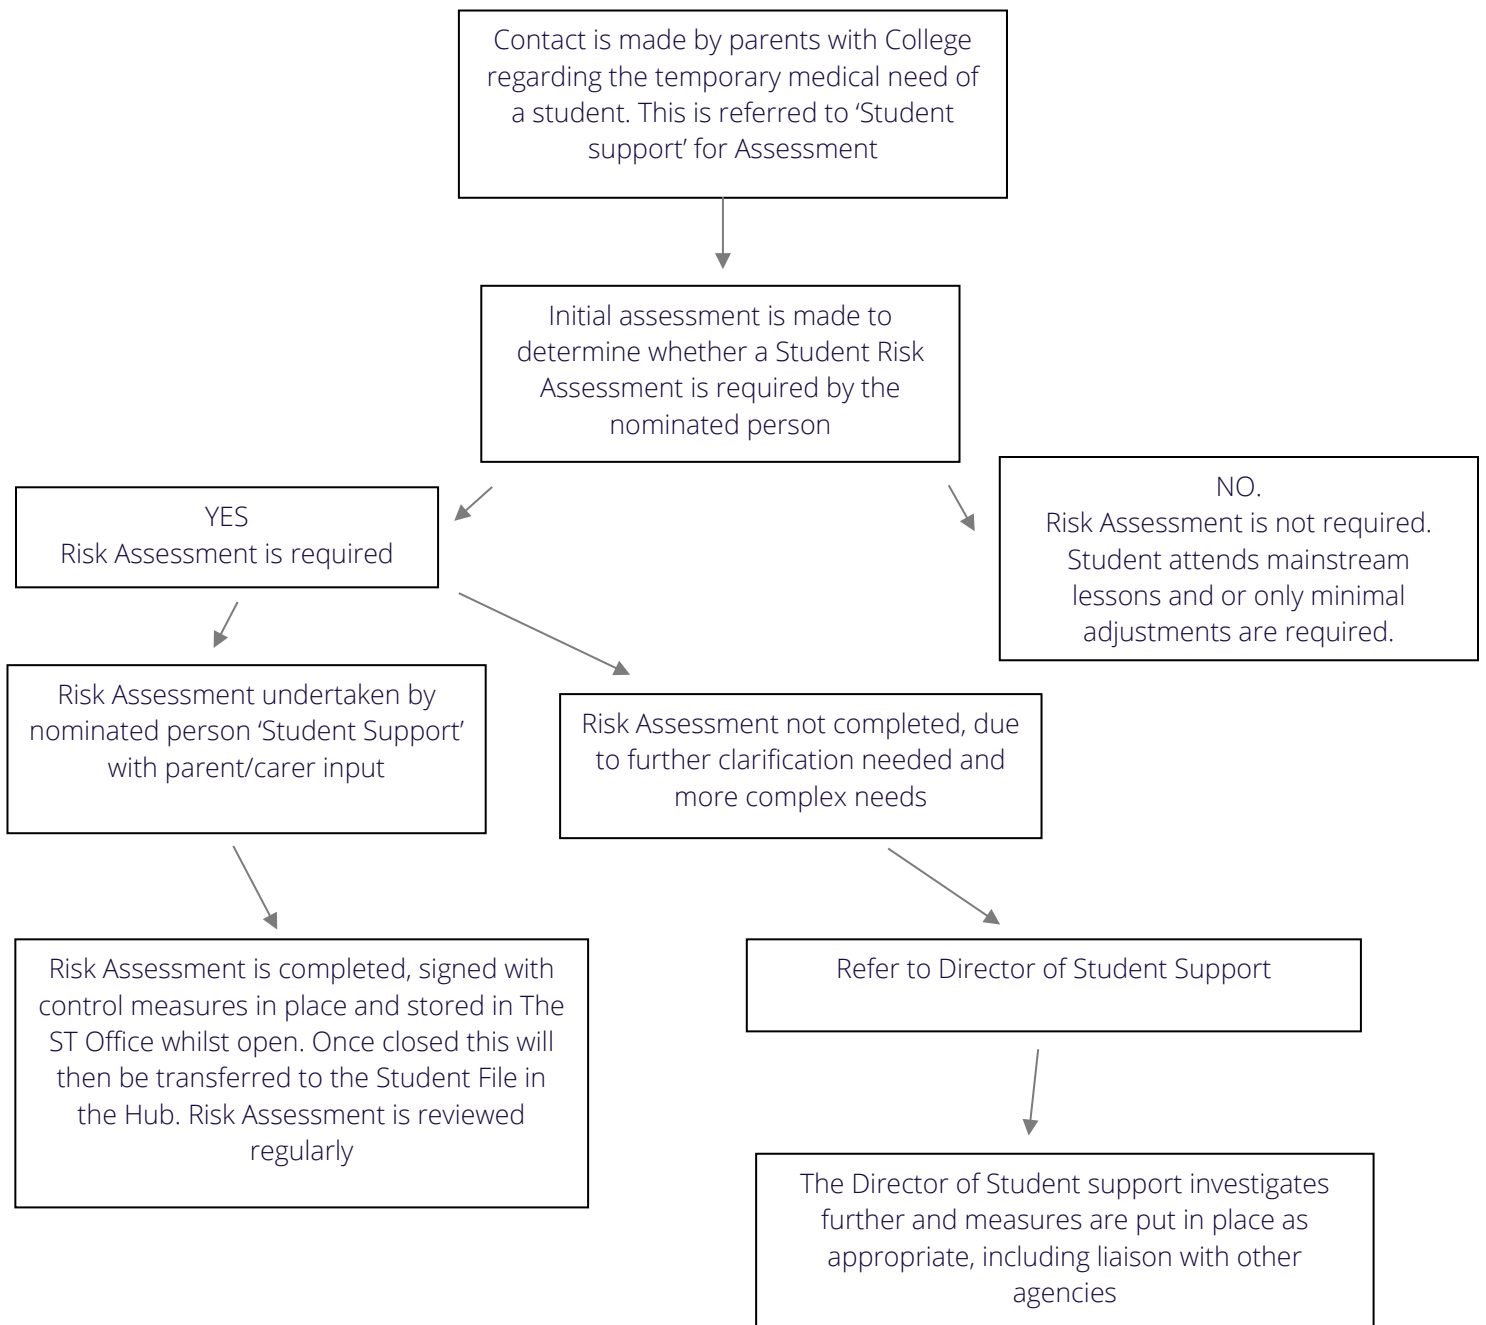 Contact is made by parents with College
regarding the temporary medical need of
a student. This is referred to ‘Student
support’ for Assessment
Initial assessment is made to
determine whether a Student Risk
Assessment is required by the
nominated person
YES
Risk Assessment is required
NO.
Risk Assessment is not required.
Student attends mainstream
lessons and or only minimal
adjustments are required.
Risk Assessment undertaken by
nominated person ‘Student Support’
with parent/carer input
Risk Assessment not completed, due
to further clarification needed and
more complex needs
Risk Assessment is completed, signed with
control measures in place and stored in The
ST Office whilst open. Once closed this will
then be transferred to the Student File in
the Hub. Risk Assessment is reviewed
regularly
Refer to Director of Student Support
The Director of Student support investigates
further and measures are put in place as
appropriate, including liaison with other
agencies